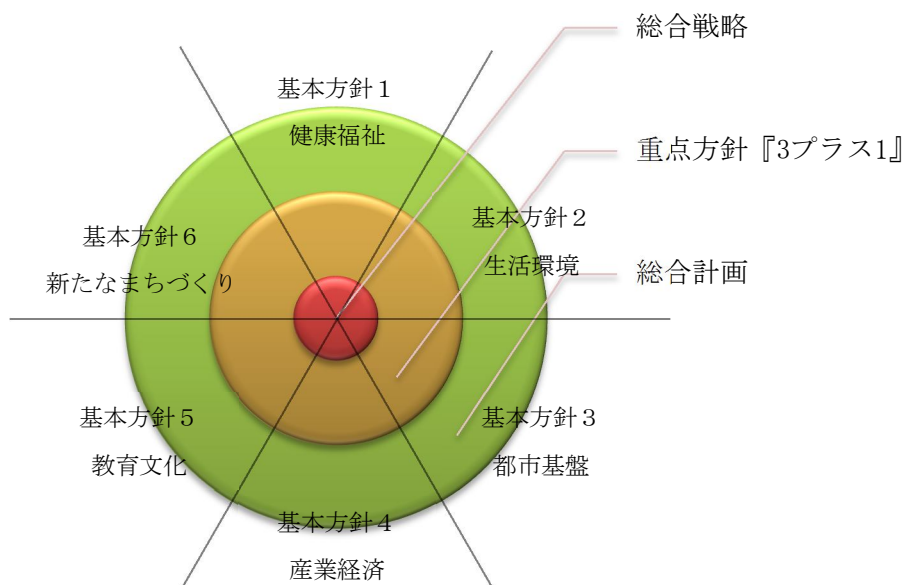 総合戦略
重点方針『3プラス1』
総合計画
基本方針１
健康福祉
基本方針２
生活環境
基本方針３
都市基盤
基本方針４
産業経済
基本方針５
教育文化
基本方針６
新たなまちづくり